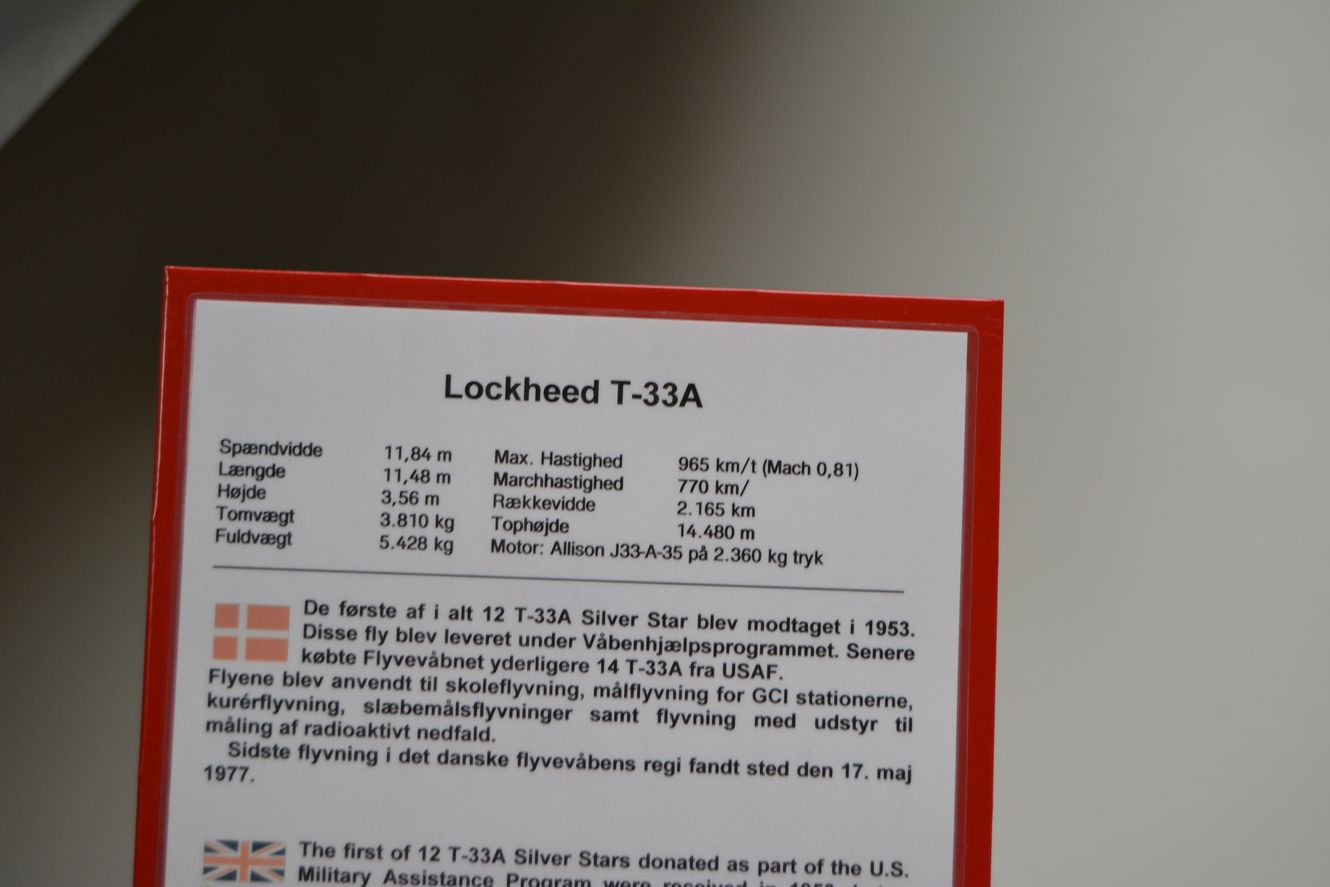 Lockheed T-33A
Spændvidde 11,84 m Max. Hastighed 965 km/t (Mach 0,81)
Længde 11,48 m Marchhastighed 770 km/
Højde 3,56 m Rækkevidde 2.165 km
Tomvægt 3.810 kg Tophøjde 14.480 m
Fuldvægt 5.428 kg Motor: Allison J33-A-35 på 2.360 kg tryk
De første af i alt 12 T-33A Silver Star blev modtaget i 1953.
Disse fly blev leveret under Våbenhjælpsprogrammet. Senere
købte Flyvevåbnet yderligere 14 T-33A fra USAF.
Flyene blev anvendt til skoleflyvning, målflyvning for GCI stationerne,
kurérflyvning, slæbemålsflyvninger samt flyvning med udstyr til
måling af radioaktivt nedfald.
Sidste flyvning i det danske flyvevåbens regi fandt sted den 17. maj
1977.
The first of 12 T-33A Silver Stars donated as part of the U.S.
Military Assistance Program were received in